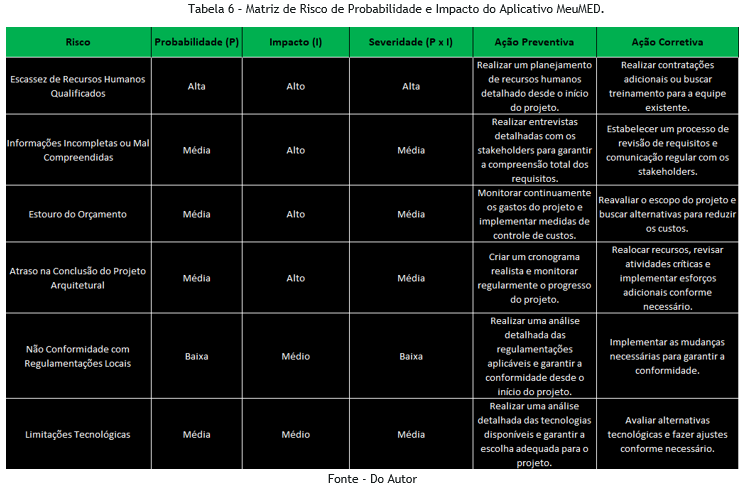 Tabela 6 – Matriz de Risco de Probabilidade e Impacto do Aplicativo MeuMED.
Risco
Probabilidade (P)
Impacto (I)
Severidade (P x I)
Ação Preventiva
Ação Corretiva
Escassez de Recursos Humanos
Qualificados
Alta
Alto
Alta
Realizar um planejamento
de recursos humanos
detalhado desde o início
do projeto.
Realizar contratações
adicionais ou buscar
treinamento para a equipe
existente.
Informações Incompletas ou Mal
Compreendidas
Média
Alto
Média
Realizar entrevistas
detalhadas com os
stakeholders para garantir
a compreensão total dos
requisitos.
Estabelecer um processo de
revisão de requisitos e
comunicação regular com os
stakeholders.
Estouro do Orçamento
Média
Alto
Média
Monitorar continuamente
os gastos do projeto e
implementar medidas de
controle de custos.
Reavaliar o escopo do projeto e
buscar alternativas para reduzir
os custos.
Atraso na Conclusão do Projeto
Arquitetural
Média
Alto
Média
Criar um cronograma
realista e monitorar
regularmente o progresso
do projeto.
Realocar recursos, revisar
atividades críticas e
implementar esforços
adicionais conforme
necessário.
Não Conformidade com
Regulamentações Locais
Baixa
Médio
Baixa
Realizar uma análise
detalhada das
regulamentações
aplicáveis e garantir a
conformidade desde o
início do projeto.
Implementar as mudanças
necessárias para garantir a
conformidade.
Limitações Tecnológicas
Média
Médio
Média
Realizar uma análise
detalhada das tecnologias
disponíveis e garantir a
escolha adequada para o
projeto.
Avaliar alternativas
tecnológicas e fazer ajustes
conforme necessário.
Fonte – Do Autor